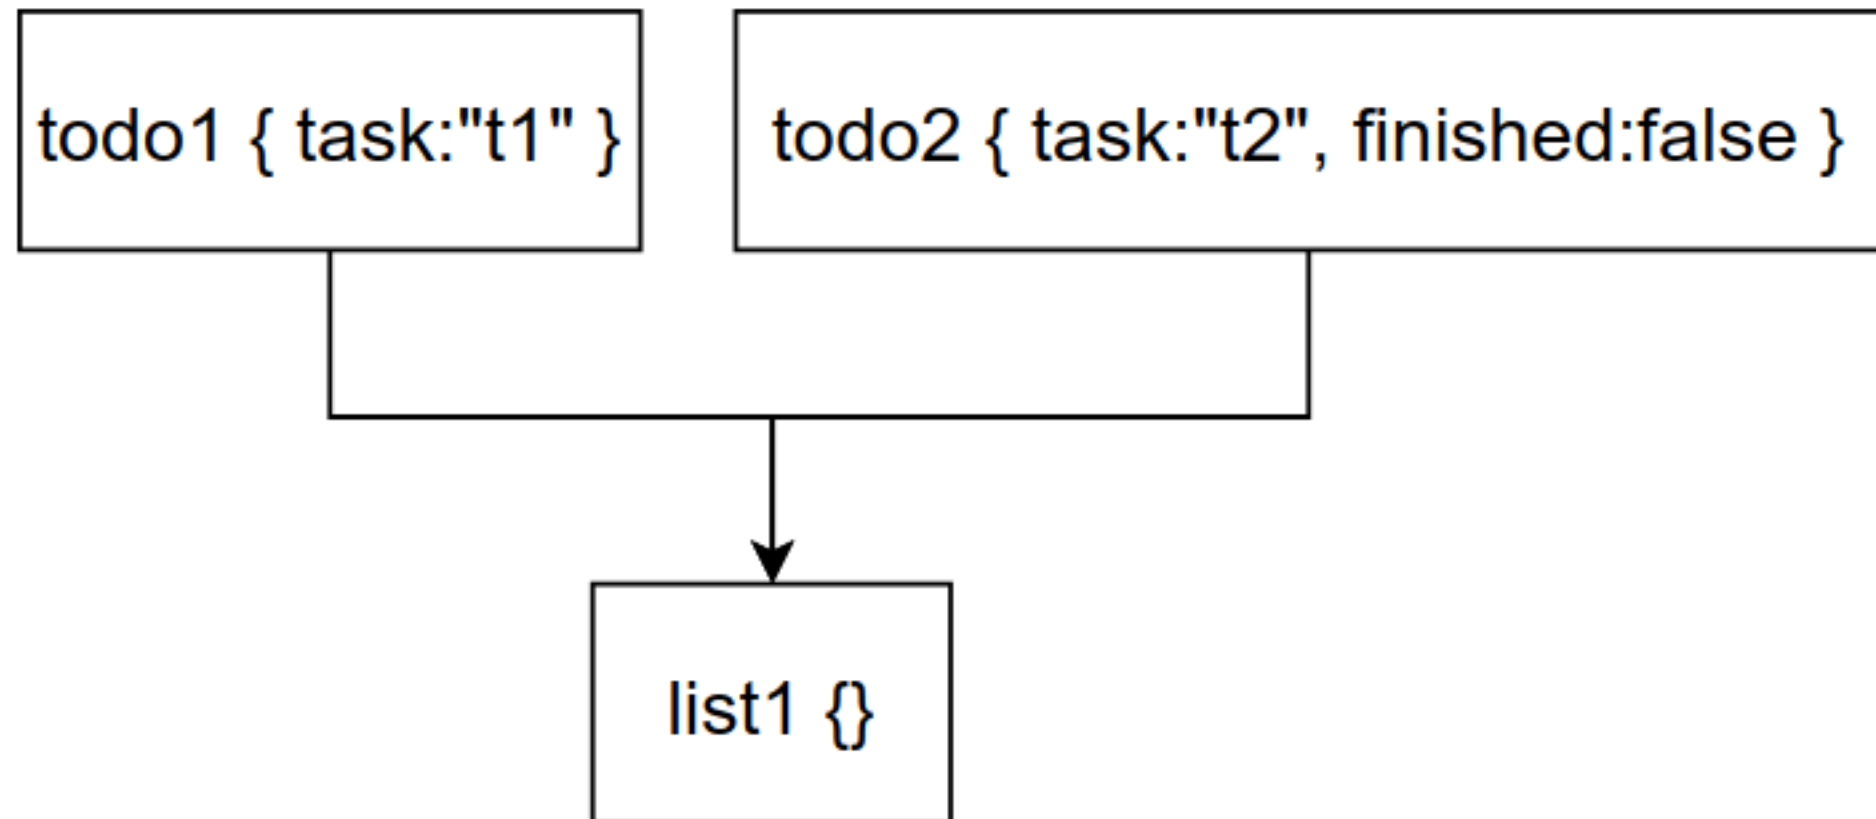 todo1 { task:"t1" }
todo2 { task:"t2", finished:false }
list1 {}